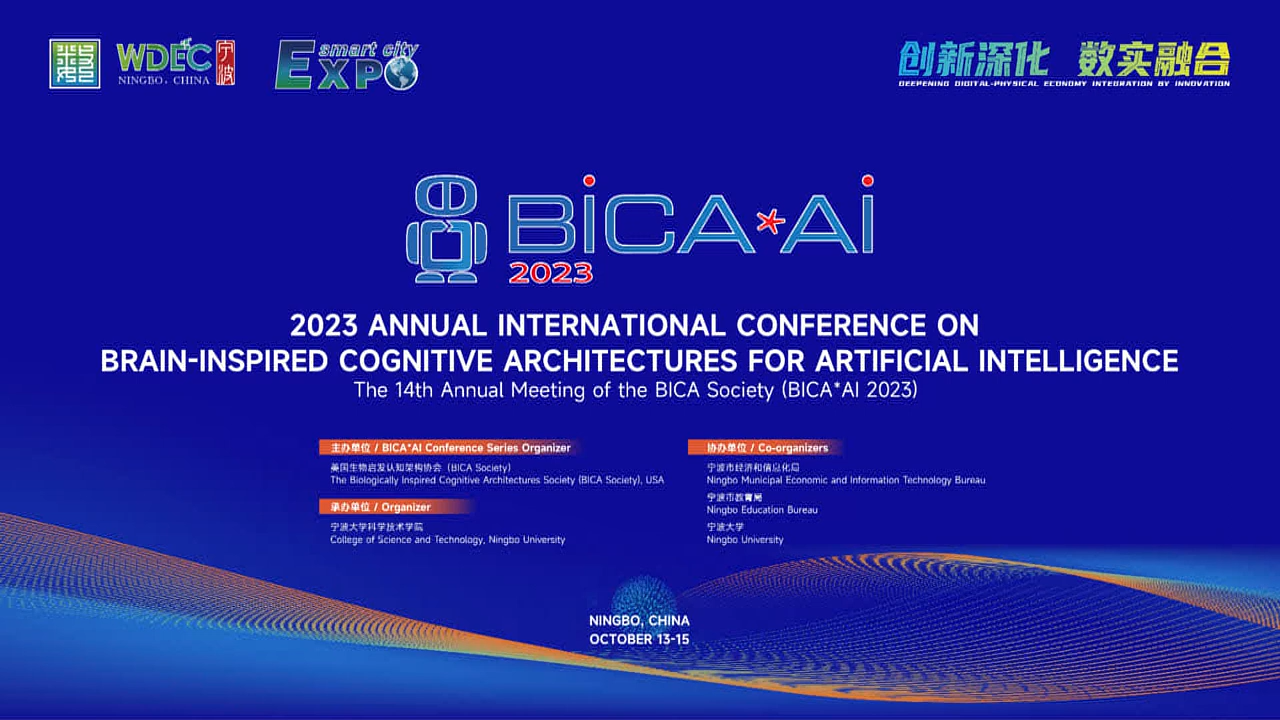 WDEC
NINGBO, CHINA
宁波
smart city
EXPO
创新深化 数实融合
DEEPENING DIGITAL-PHYSICAL ECONOMY INTEGRATION BY INNOVATION
BiCA*Ai
2023
2023 ANNUAL INTERNATIONAL CONFERENCE ON
BRAIN-INSPIRED COGNITIVE ARCHITECTURES FOR ARTIFICIAL INTELLIGENCE
The 14th Annual Meeting of the BICA Society (BICA*AI 2023)
主办单位 / BICA*AI Conference Series Organizer
美国生物启发认知架构协会（BICA Society）
The Biologically Inspired Cognitive Architectures Society (BICA Society), USA
承办单位 / Organizer
宁波大学科学技术学院
College of Science and Technology, Ningbo University
协办单位 / Co-organizers
宁波市经济和信息化局
Ningbo Municipal Economic and Information Technology Bureau
宁波市教育局
Ningbo Education Bureau
宁波大学
Ningbo University
NINGBO, CHINA
OCTOBER 13-15